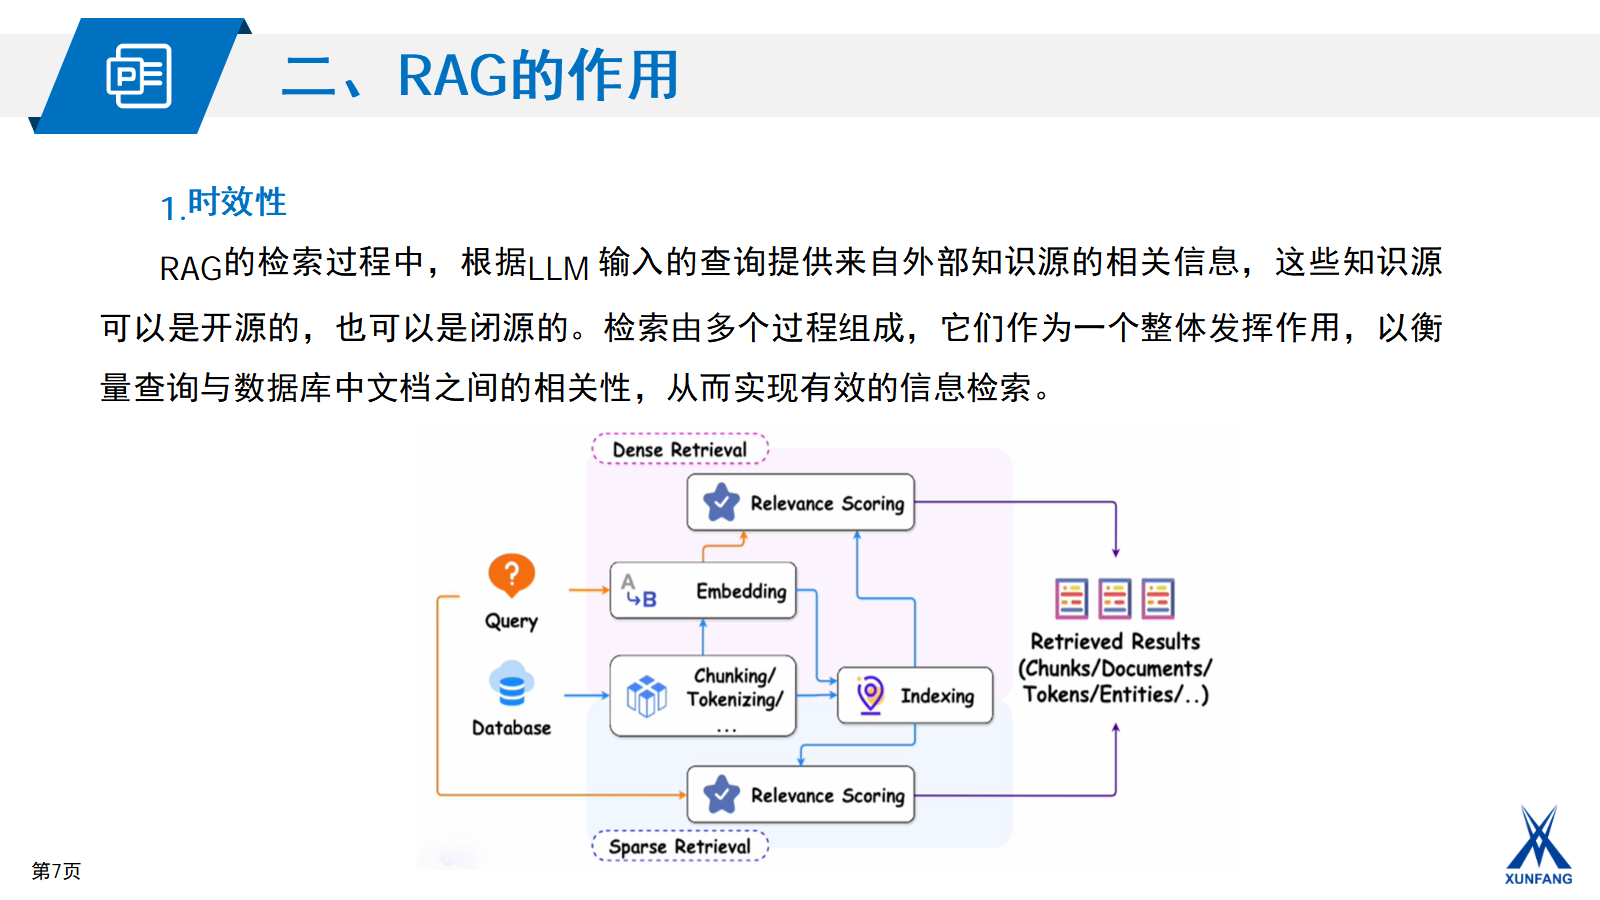 二、RAG的作用
1.时效性
RAG的检索过程中，根据LLM 输入的查询提供来自外部知识源的相关信息，这些知识源
可以是开源的，也可以是闭源的。检索由多个过程组成，它们作为一个整体发挥作用，以衡
量查询与数据库中文档之间的相关性，从而实现有效的信息检索。
Dense Retrieval
Relevance Scoring
Query
A
B
Embedding
Database
Chunking/
Tokenizing/
...
Indexing
Retrieved Results
(Chunks/Documents/
Tokens/Entities/..)
Relevance Scoring
Sparse Retrieval
第7页
XUNFANG